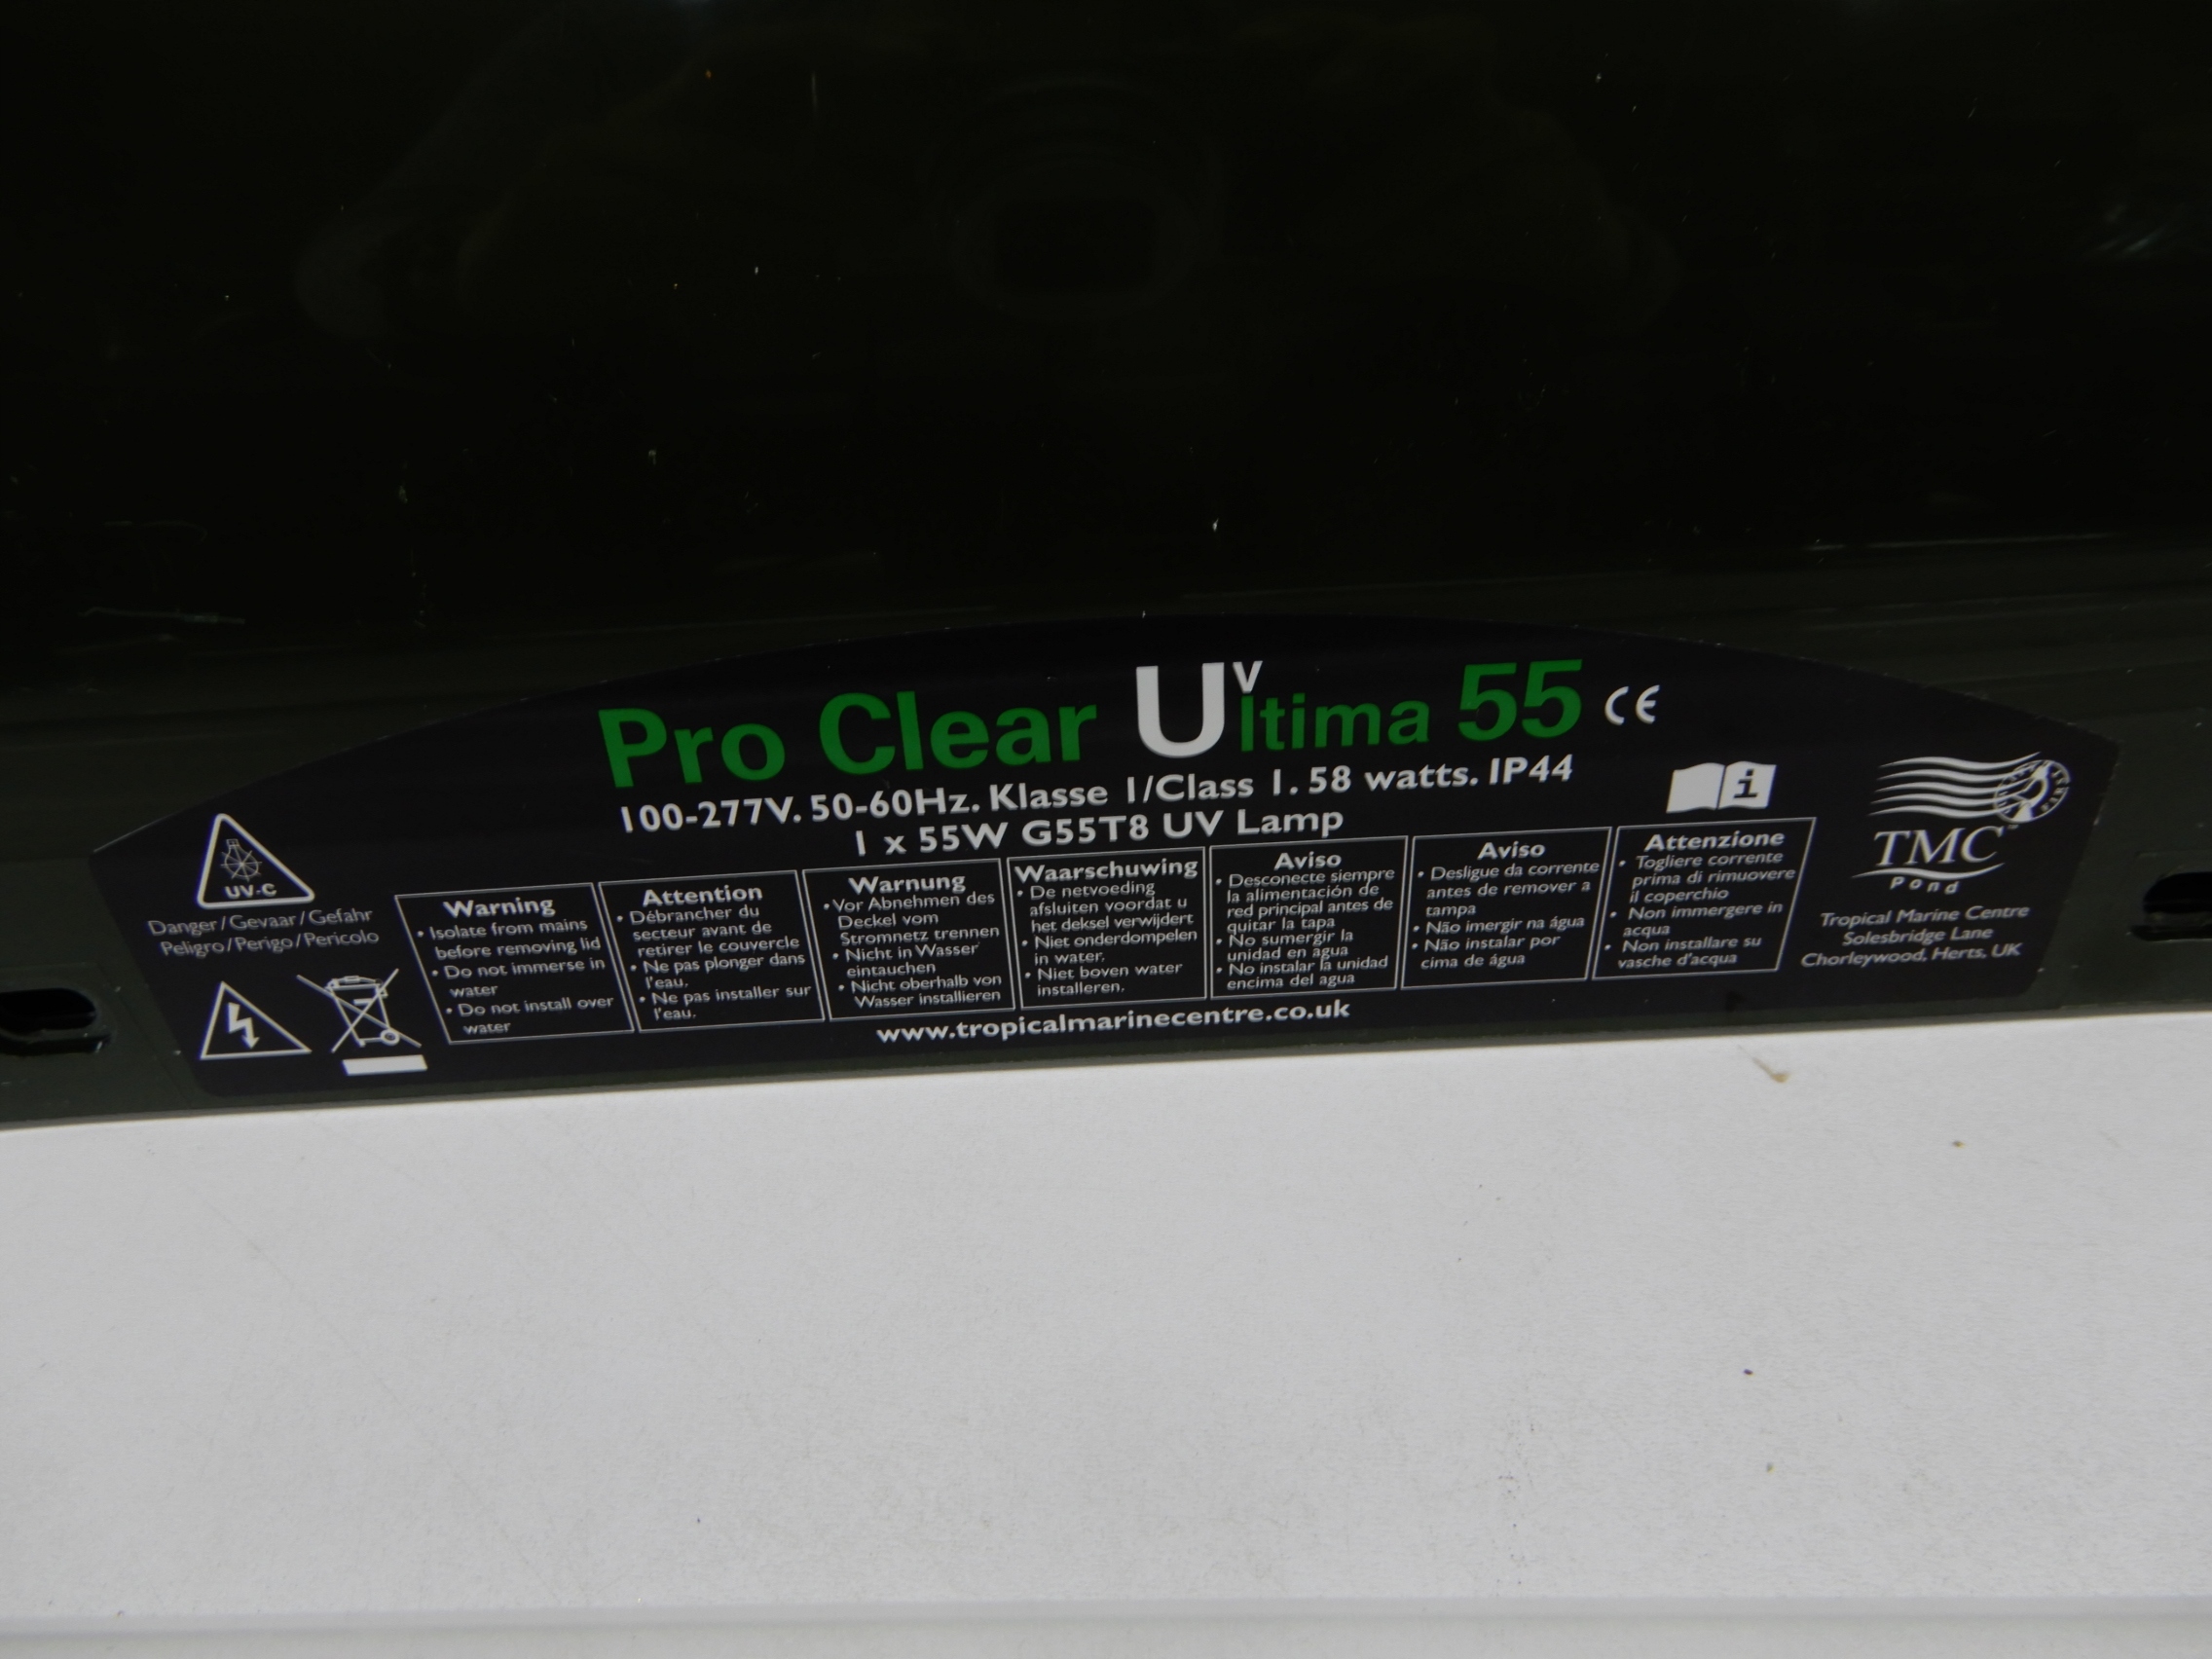 Pro Clear UVltima 55 CE
100-277V. 50-60Hz. Klasse 1/Class 1. 58 watts. IP44
1 x 55W G55T8 UV Lamp
UV-C
Danger/Gevaar/Gefahr
Peligro/Perigo/Pericolo
Warning
• Isolate from mains
before removing lid
• Do not immerse in
water
• Do not install over
water
Attention
• Débrancher du
secteur avant de
retirer le couvercle
• Ne pas plonger dans
l'eau.
• Ne pas installer sur
l'eau.
Warnung
• Vor Abnehmen des
Deckel vom
Stromnetz trennen
• Nicht in Wasser
eintauchen
• Nicht oberhalb von
Wasser installieren
Waarschuwing
• De netvoeding
afsluiten voordat u
het deksel verwijdert
• Niet onderdompelen
in water.
• Niet boven water
installeren.
Aviso
• Desconecte siempre
la alimentación de
red principal antes de
quitar la tapa
• No sumergir la
unidad en agua
• No instalar la unidad
encima del agua
Aviso
• Desligue da corrente
antes de remover a
tampa
• Não imergir na água
• Não instalar por
cima de água
Attenzione
• Togliere corrente
prima di rimuovere
il coperchio
• Non immergere in
acqua
• Non installare su
vasche d'acqua
i
TMC™
Pond
Tropical Marine Centre
Solesbridge Lane
Chorleywood, Herts, UK
www.tropicalmarinecentre.co.uk